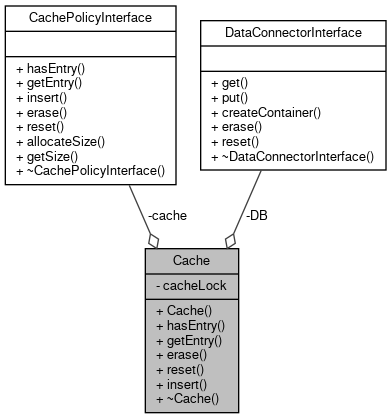 CachePolicyInterface
+ hasEntry()
+ getEntry()
+ insert()
+ erase()
+ reset()
+ allocateSize()
+ getSize()
+ ~CachePolicyInterface()
DataConnectorInterface
+ get()
+ put()
+ createContainer()
+ erase()
+ reset()
+ ~DataConnectorInterface()
-cache
-DB
Cache
- cacheLock
+ Cache()
+ hasEntry()
+ getEntry()
+ erase()
+ reset()
+ insert()
+ ~Cache()